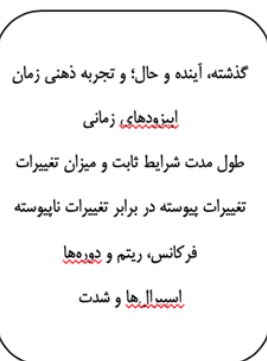 گذشته، آینده و حال؛ و تجربه ذهنی زمان
اپیزودهای زمانی
طول مدت شرایط ثابت و میزان تغییرات
تغییرات پیوسته در برابر تغییرات ناپیوسته
فرکانس، ریتم و دوره‌ها
اسپیرال‌ها و شدت